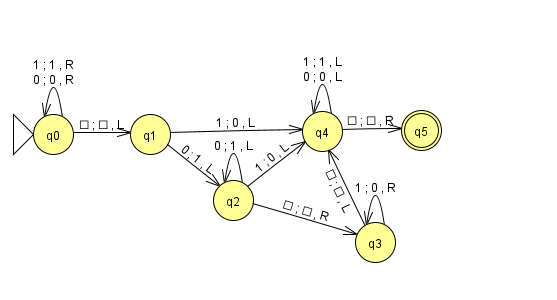 1 ; 1 , R
0 ; 0 , R
q0
□ ; □ , L
q1
1 ; 0 , L
0 ; 1 , L
0 ; 1 , L
q2
1 ; 0 , L
□ ; □ , R
1 ; 1 , L
0 ; 0 , L
q4
□ ; □ , R
q5
□ ; □ , L
1 ; 0 , R
q3